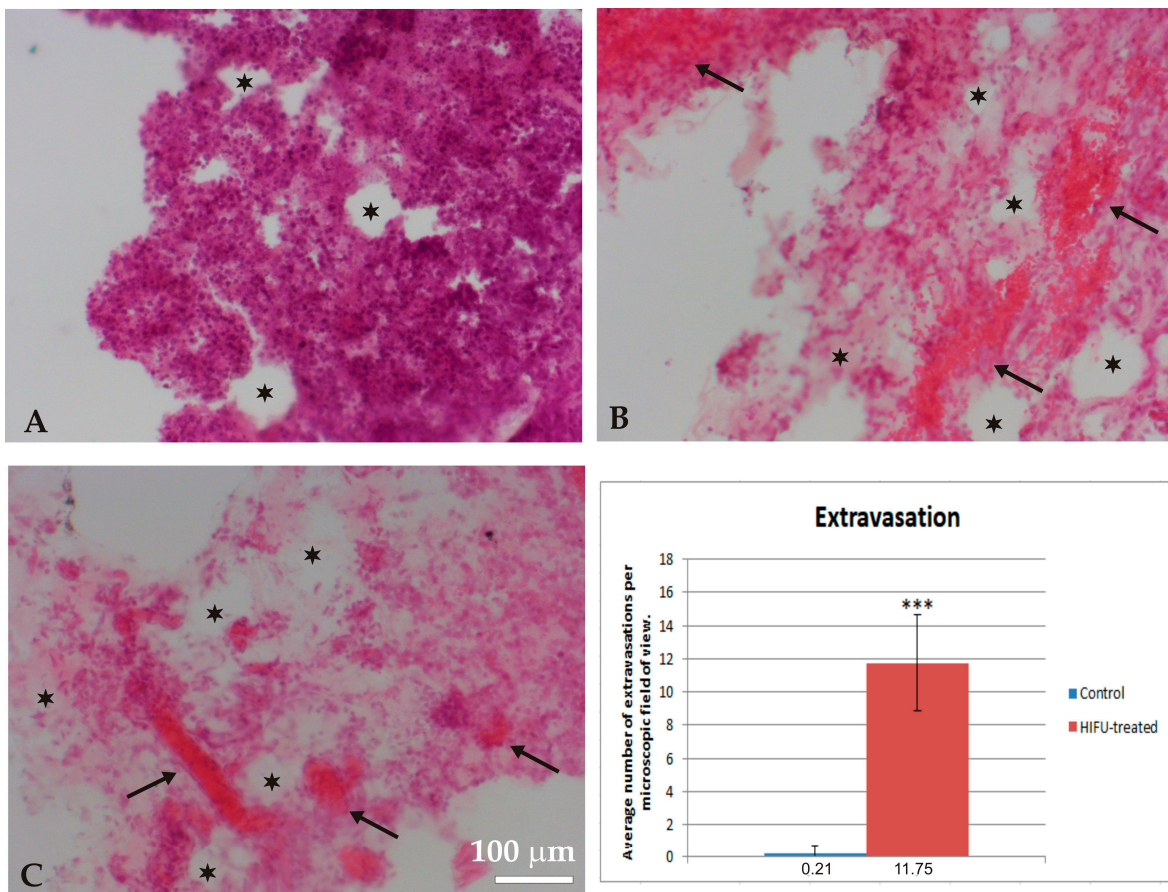 A
B
C
100 μm
Extravasation
Average number of extravasations per
microscopic field of view.
18
16
14
12
10
8
6
4
2
0
***
0.21
11.75
Control
HIFU-treated